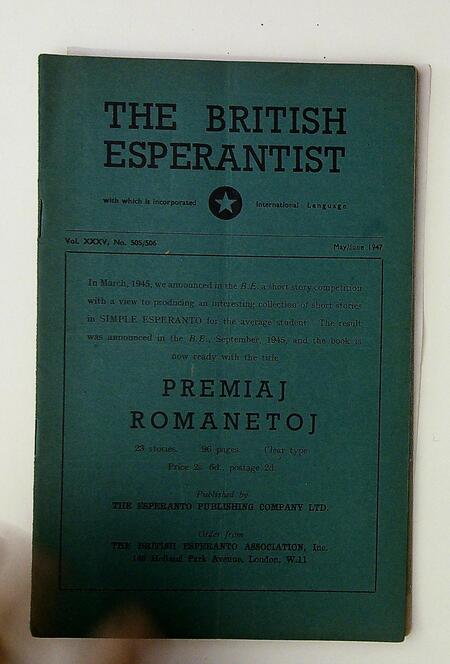 THE BRITISH
ESPERANTIST
with which is incorporated International Language
Vol. XXXV, No. 505/506 May/June 1947
In March, 1945, we announced in the B.E. a short story competition
with a view to producing an interesting collection of short stories
in SIMPLE ESPERANTO for the average student. The result
was announced in the B.E., September, 1945, and the book is
now ready with the title
PREMIAJ
ROMANETOJ
23 stories. 96 pages. Clear type
Price 2s. 6d., postage 2d.
Published by
THE ESPERANTO PUBLISHING COMPANY LTD.
Order from
THE BRITISH ESPERANTO ASSOCIATION, Inc.
140 Holland Park Avenue, London, W.11